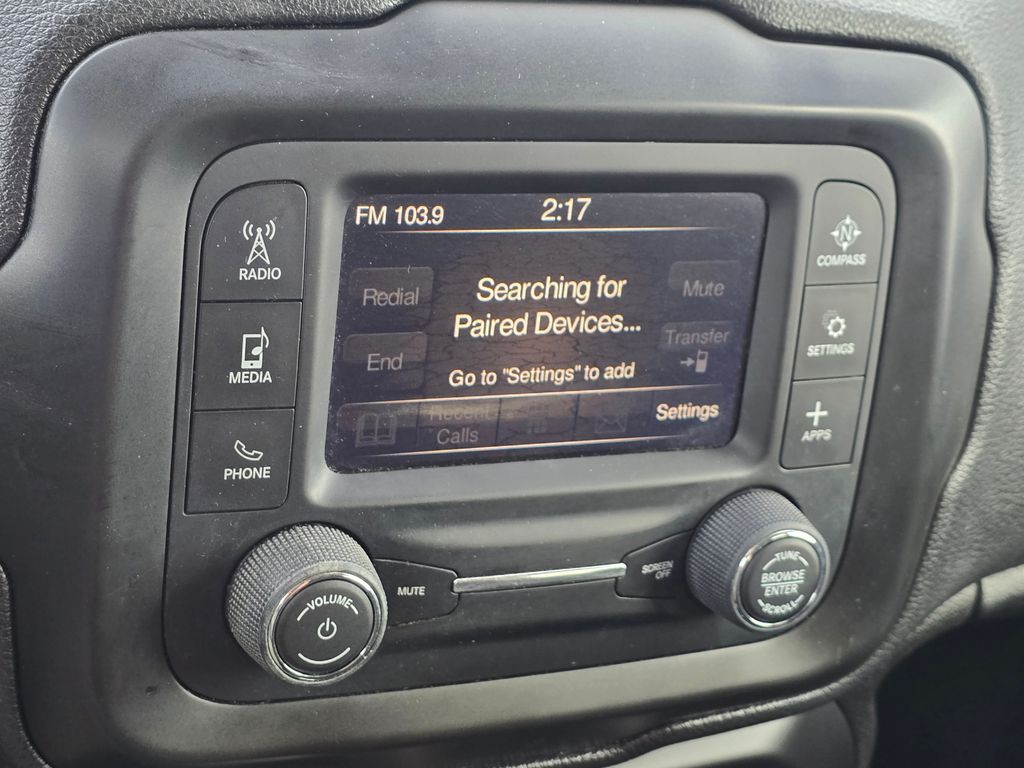 FM 103.9
2:17
Redial
Searching for
Paired Devices...
Mute
End
Transfer
Go to "Settings" to add
Recent
Calls
Settings
RADIO
MEDIA
PHONE
N
COMPASS
SETTINGS
APPS
VOLUME
MUTE
SCREEN
OFF
TUNE
BROWSE
ENTER
SCROLL